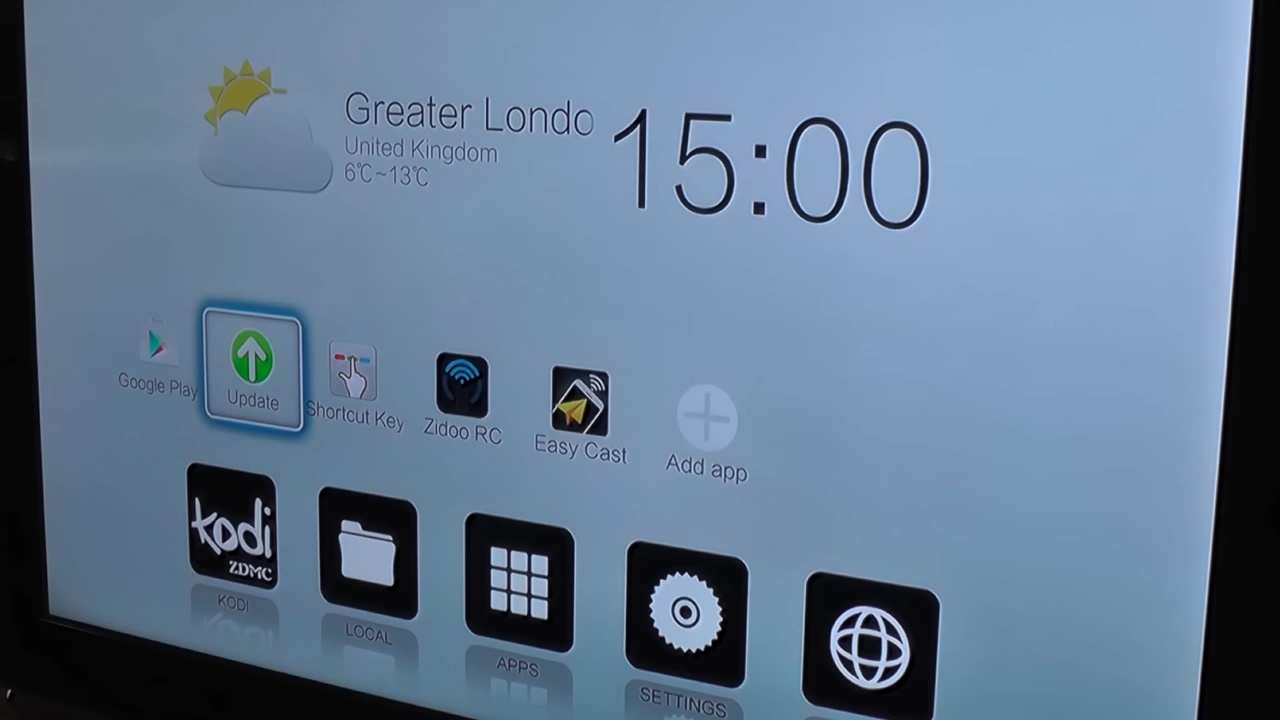 Greater Londo
United Kingdom
6℃~13℃
15:00
Google Play
Update
Shortcut Key
Zidoo RC
Easy Cast
Add app
kodi
ZDMC
KODI
LOCAL
APPS
SETTINGS